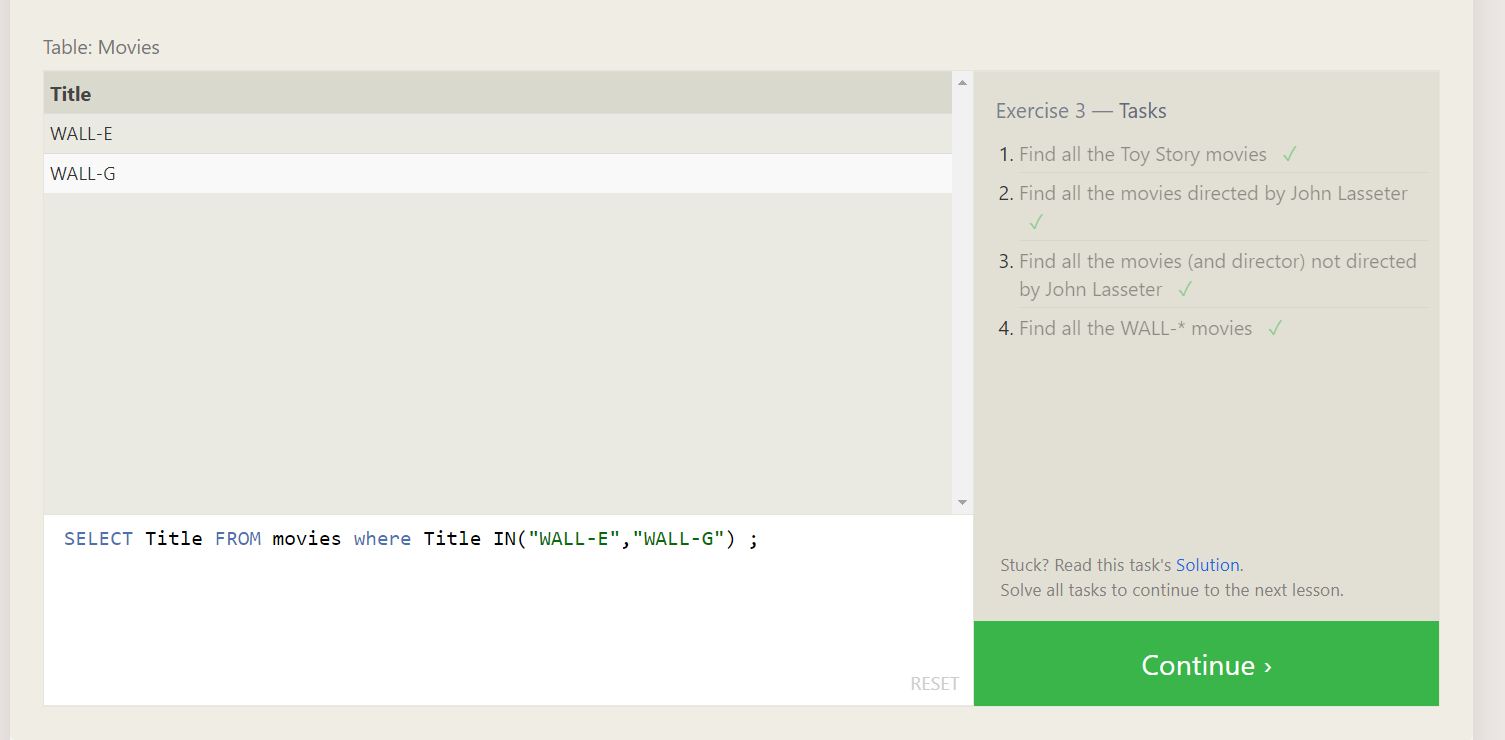 Table: Movies
Title
WALL-E
WALL-G
SELECT Title FROM movies where Title IN("WALL-E","WALL-G") ;
RESET
Exercise 3 — Tasks
1. Find all the Toy Story movies ✓
2. Find all the movies directed by John Lasseter
✓
3. Find all the movies (and director) not directed
by John Lasseter ✓
4. Find all the WALL-* movies ✓
Stuck? Read this task's Solution.
Solve all tasks to continue to the next lesson.
Continue ›